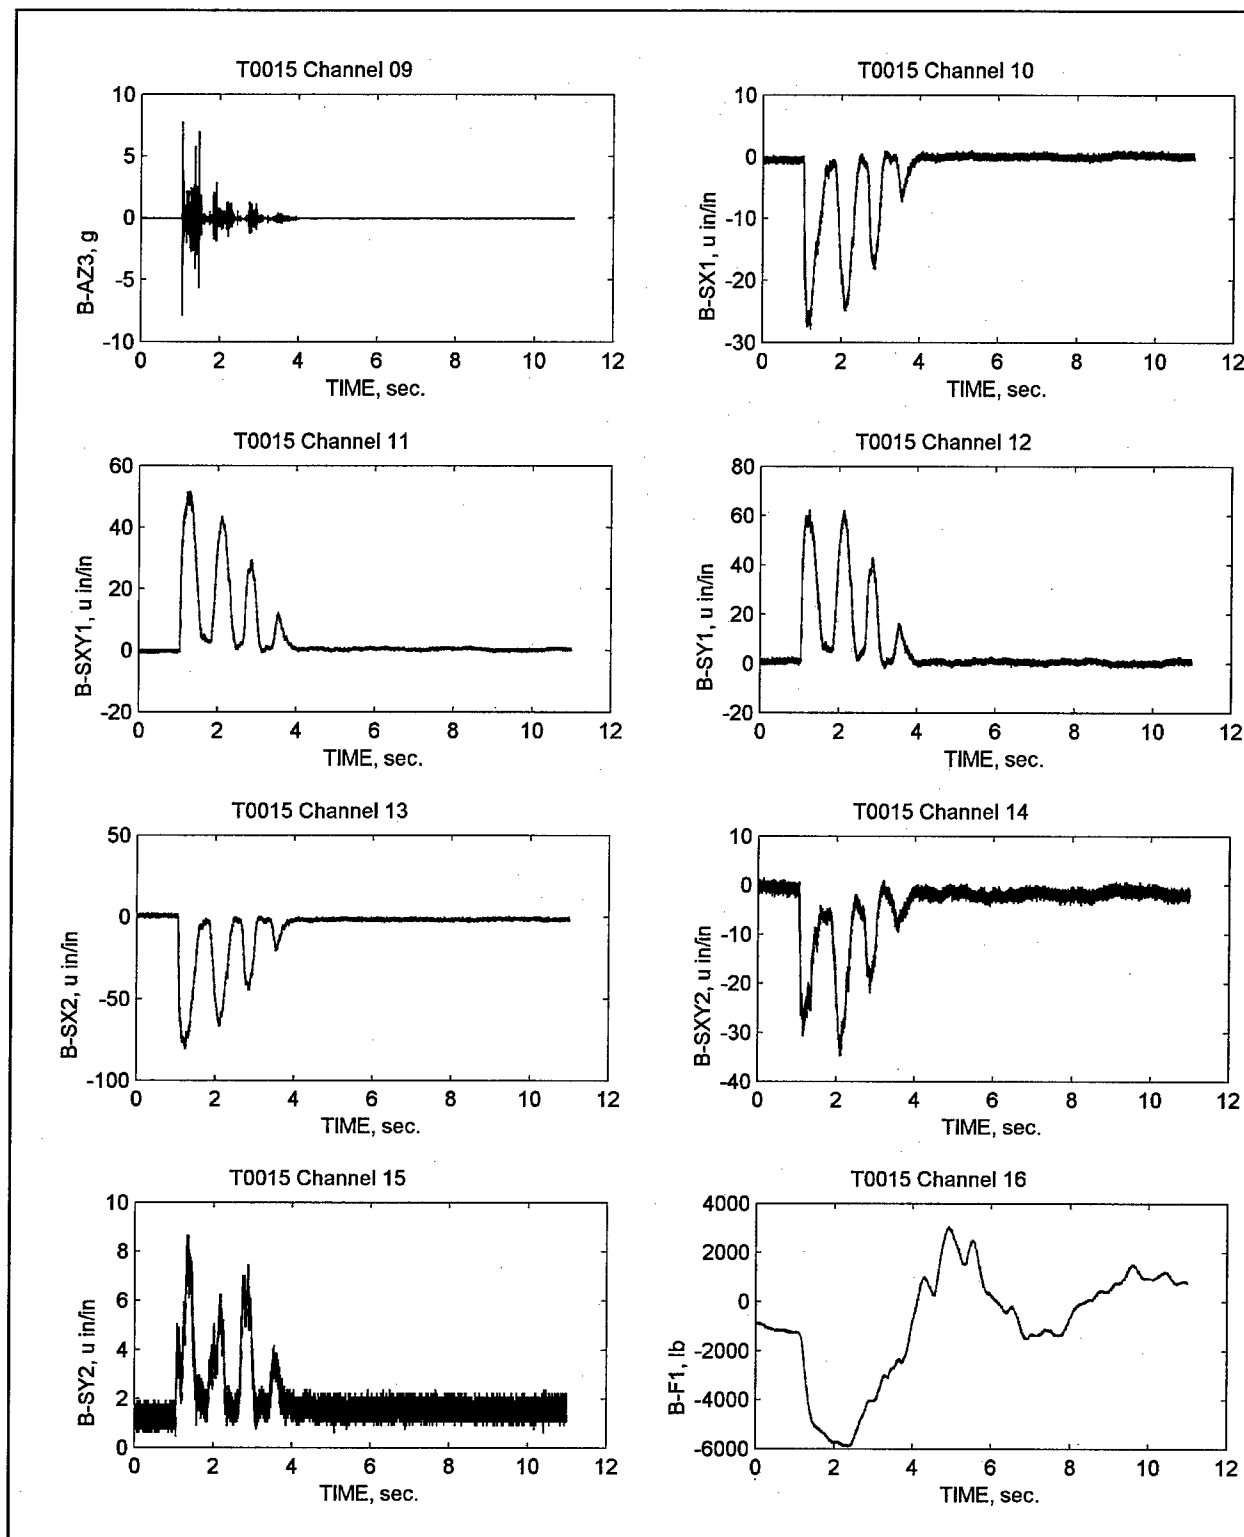 T0015 Channel 09
10
5
0
-5
-10
B-AZ3, g
0 2 4 6 8 10 12
TIME, sec.
T0015 Channel 10
10
0
-10
-20
-30
B-SX1, u in/in
0 2 4 6 8 10 12
TIME, sec.
T0015 Channel 11
60
40
20
0
-20
B-SXY1, u in/in
0 2 4 6 8 10 12
TIME, sec.
T0015 Channel 12
80
60
40
20
0
-20
B-SY1, u in/in
0 2 4 6 8 10 12
TIME, sec.
T0015 Channel 13
50
0
-50
-100
B-SX2, u in/in
0 2 4 6 8 10 12
TIME, sec.
T0015 Channel 14
10
0
-10
-20
-30
-40
B-SXY2, u in/in
0 2 4 6 8 10 12
TIME, sec.
T0015 Channel 15
10
8
6
4
2
0
B-SY2, u in/in
0 2 4 6 8 10 12
TIME, sec.
T0015 Channel 16
4000
2000
0
-2000
-4000
-6000
B-F1, lb
0 2 4 6 8 10 12
TIME, sec.